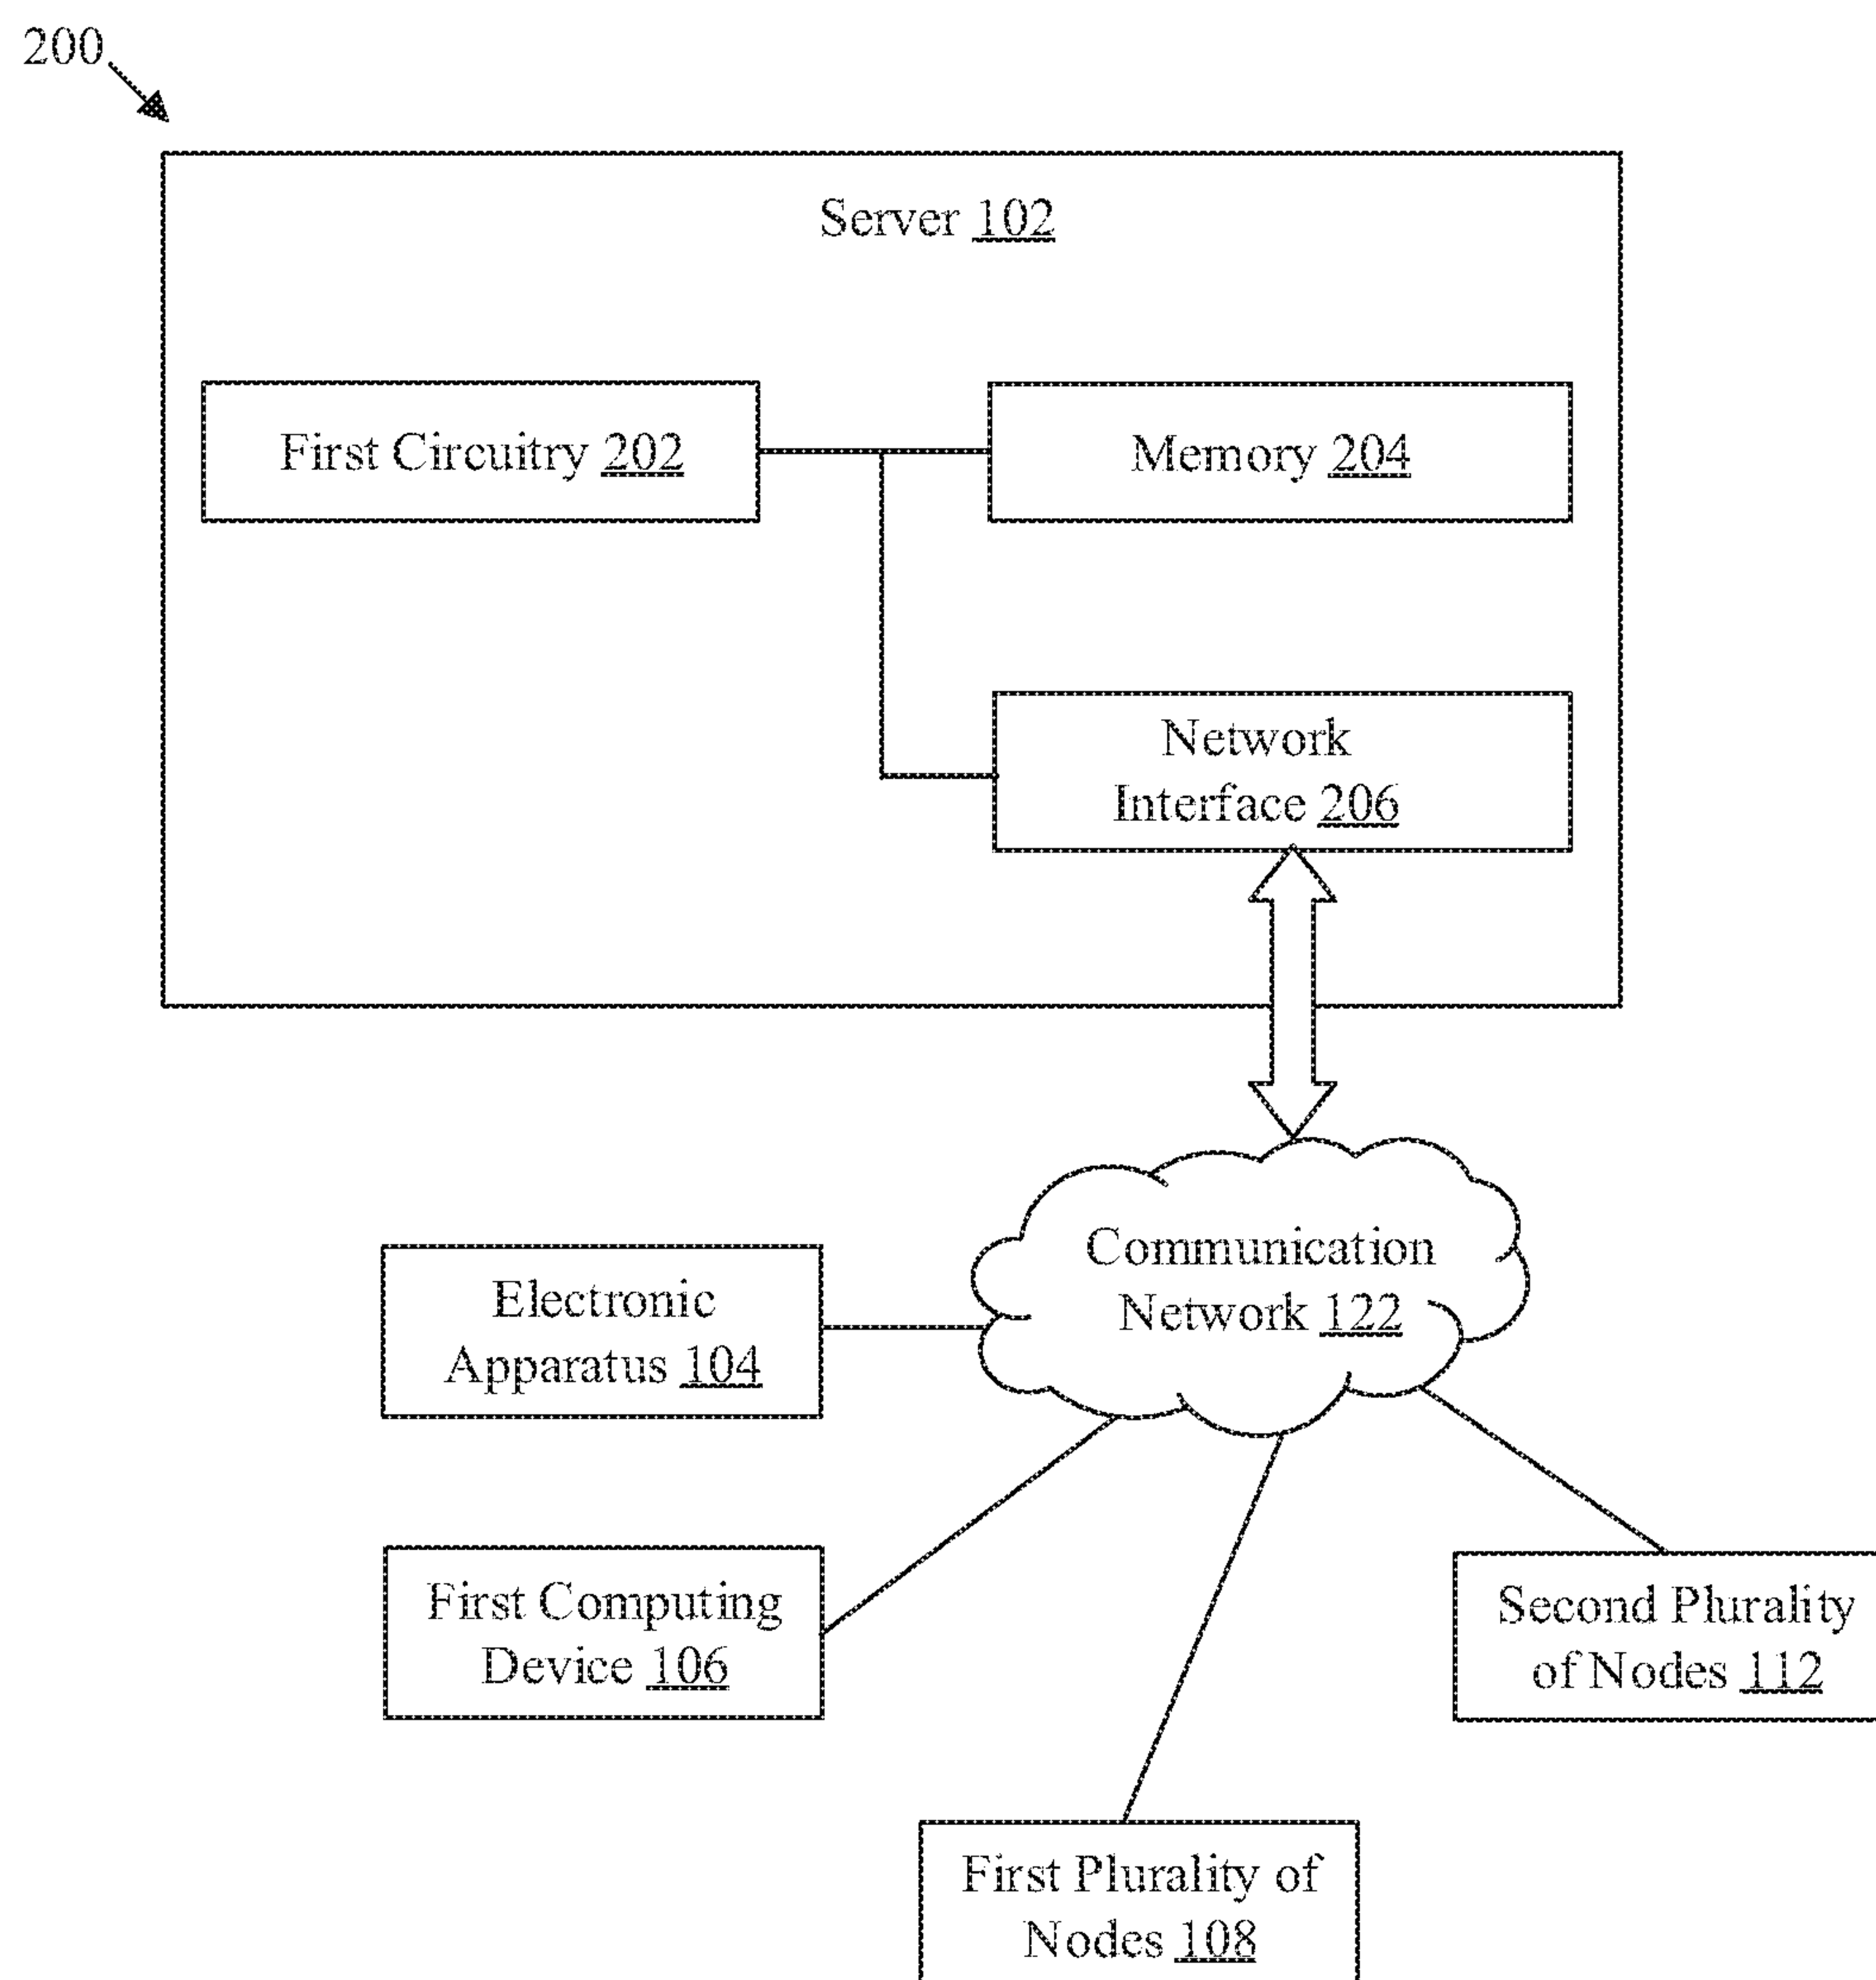 200
Server 102
First Circuitry 202
Memory 204
Network
Interface 206
Communication
Network 122
Electronic
Apparatus 104
First Computing
Device 106
Second Plurality
of Nodes 112
First Plurality of
Nodes 108